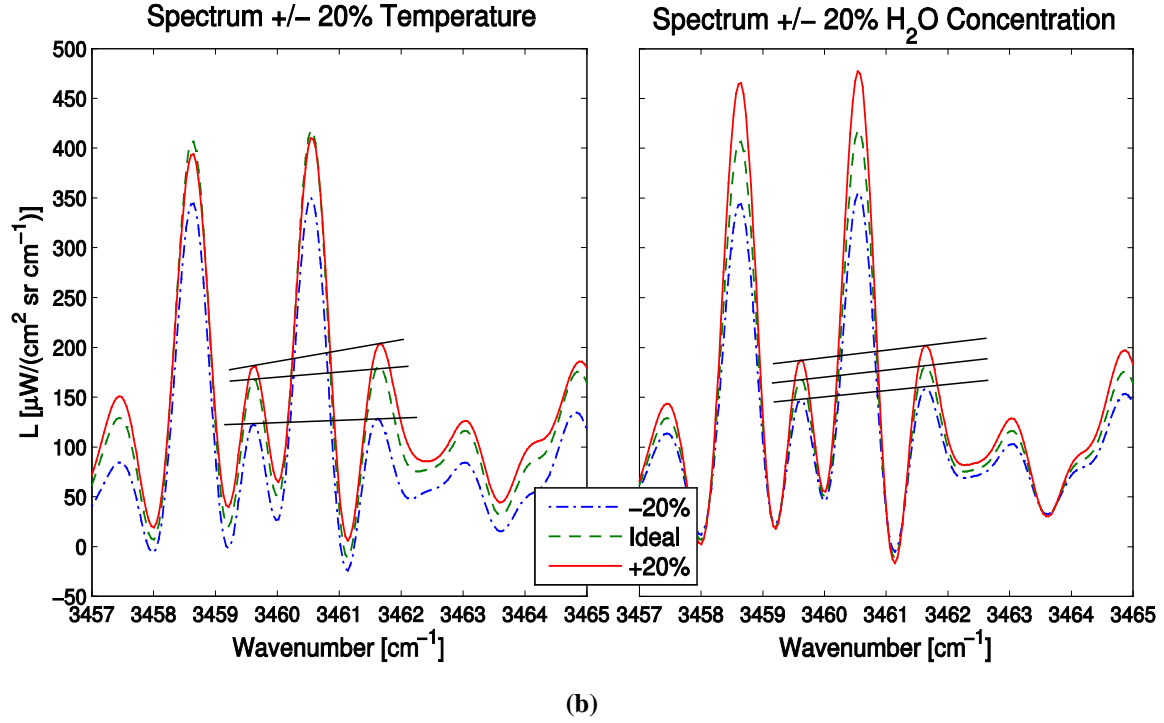 Spectrum +/− 20% Temperature
Spectrum +/− 20% H₂O Concentration
L [µW/(cm² sr cm⁻¹)]
500
450
400
350
300
250
200
150
100
50
0
−50
3457 3458 3459 3460 3461 3462 3463 3464 3465
3457 3458 3459 3460 3461 3462 3463 3464 3465
Wavenumber [cm⁻¹]
Wavenumber [cm⁻¹]
−20%
Ideal
+20%
(b)